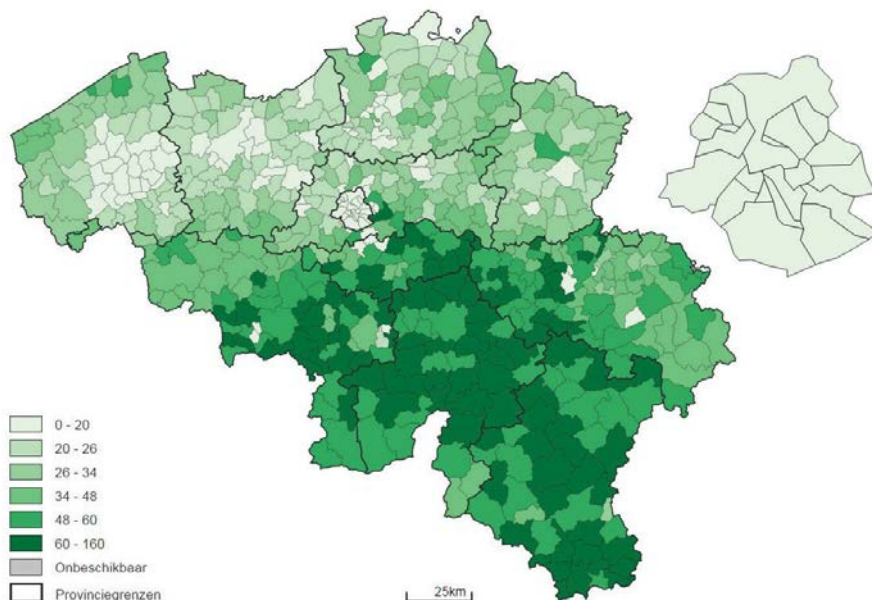 0 - 20
20 - 26
26 - 34
34 - 48
48 - 60
60 - 160
Onbeschikbaar
Provinciegrenzen
25km